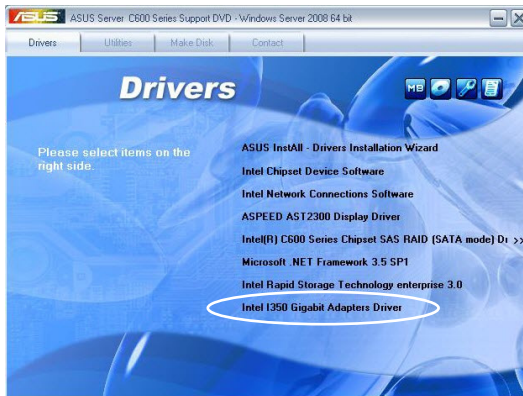 ASUS ASUS Server C600 Series Support DVD - Windows Server 2008 64 bit
Drivers Utilities Make Disk Contact
Drivers
MB
Please select items on the
right side.
ASUS InstAll - Drivers Installation Wizard
Intel Chipset Device Software
Intel Network Connections Software
ASPEED AST2300 Display Driver
Intel(R) C600 Series Chipset SAS RAID (SATA mode) Dr >>
Microsoft .NET Framework 3.5 SP1
Intel Rapid Storage Technology enterprise 3.0
Intel I350 Gigabit Adapters Driver